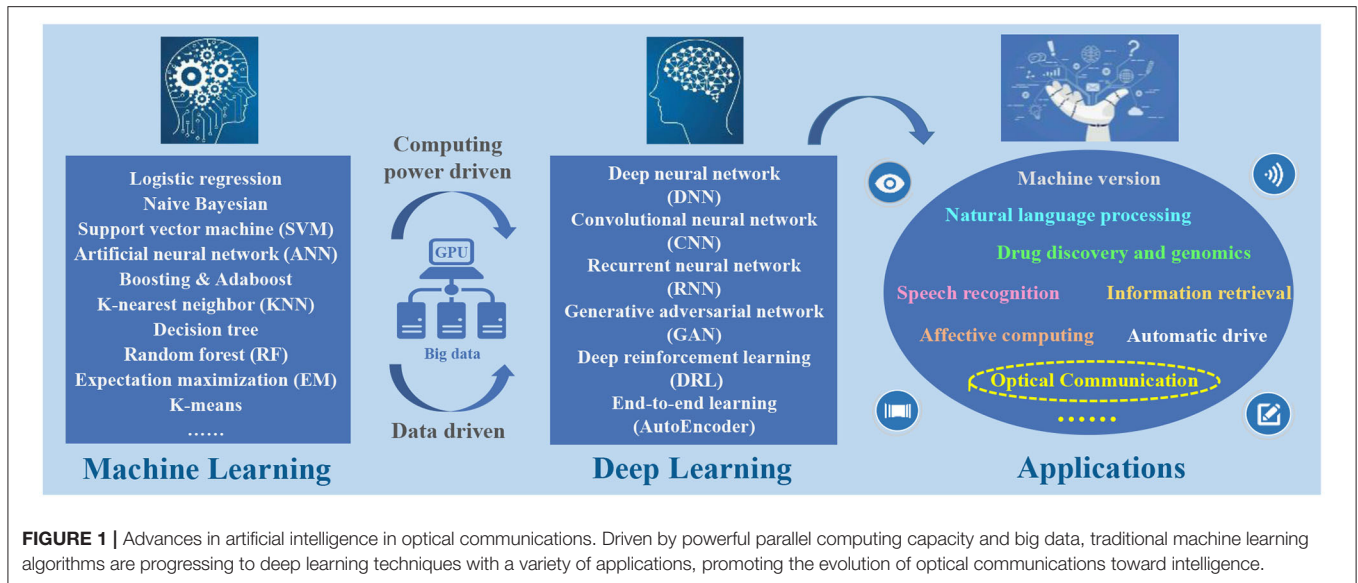 Logistic regression
Naive Bayesian
Support vector machine (SVM)
Artificial neural network (ANN)
Boosting & Adaboost
K-nearest neighbor (KNN)
Decision tree
Random forest (RF)
Expectation maximization (EM)
K-means
......
Machine Learning
Computing
power driven
GPU
Big data
Data driven
Deep neural network
(DNN)
Convolutional neural network
(CNN)
Recurrent neural network
(RNN)
Generative adversarial network
(GAN)
Deep reinforcement learning
(DRL)
End-to-end learning
(AutoEncoder)
Deep Learning
Machine version
Natural language processing
Drug discovery and genomics
Speech recognition Information retrieval
Affective computing Automatic drive
Optical Communication
......
Applications
FIGURE 1 | Advances in artificial intelligence in optical communications. Driven by powerful parallel computing capacity and big data, traditional machine learning
algorithms are progressing to deep learning techniques with a variety of applications, promoting the evolution of optical communications toward intelligence.